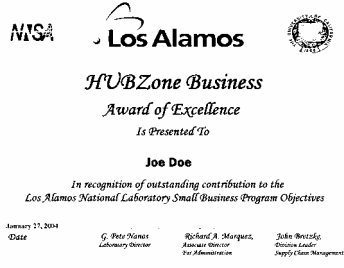 NNSA
Los Alamos
HUBZone Business
Award of Excellence
Is Presented To
Joe Doe
In recognition of outstanding contribution to the
Los Alamos National Laboratory Small Business Program Objectives
January 27, 2004
Date
G. Pete Nanos
Laboratory Director
Richard A. Marquez,
Associate Director
For Administration
John Bretzke,
Division Leader
Supply Chain Management